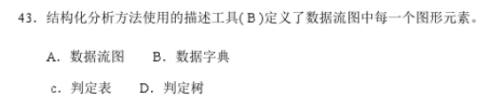 43. 结构化分析方法使用的描述工具( B )定义了数据流图中每一个图形元素。
A. 数据流图 B. 数据字典
c. 判定表 D. 判定树